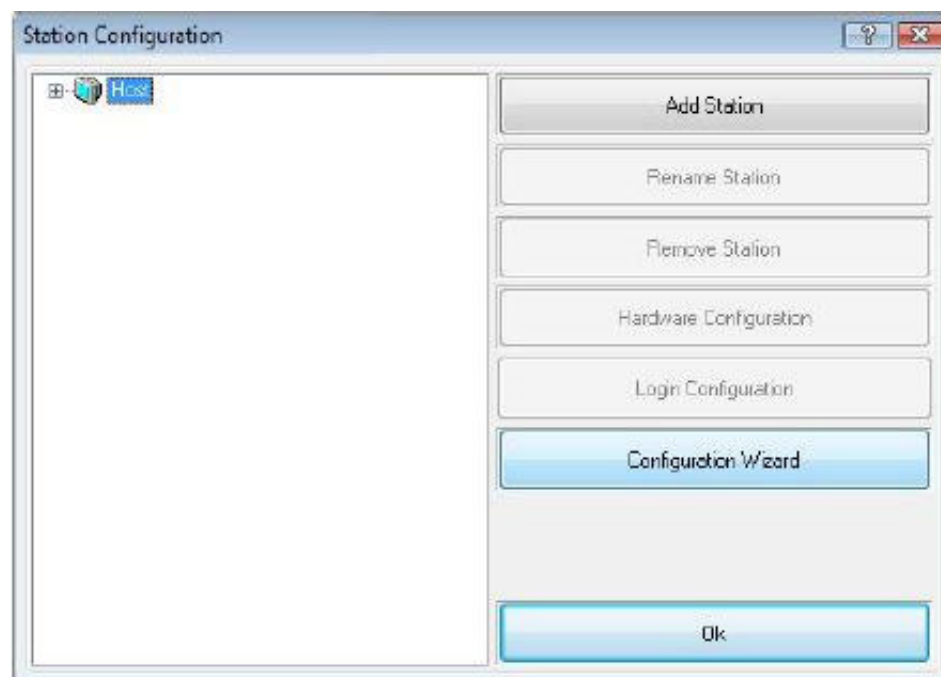 Station Configuration
Host
Add Station
Rename Station
Remove Station
Hardware Configuration
Login Configuration
Configuration Wizard
Ok